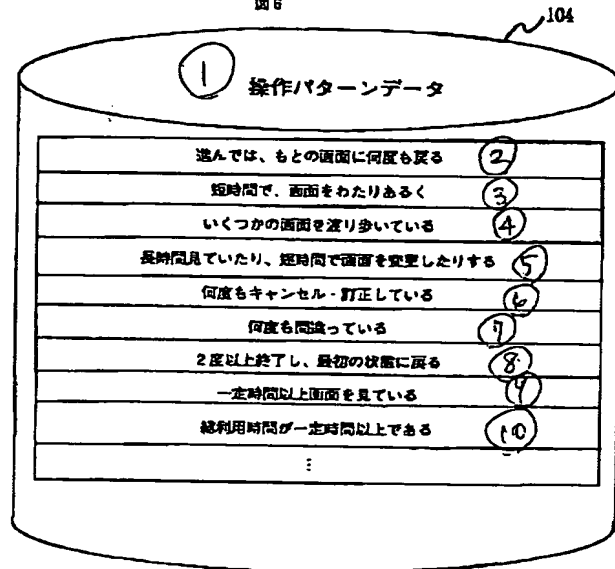 図6
104
① 操作パターンデータ
進んでは、もとの画面に何度も戻る ②
短時間で、画面をわたりあるく ③
いくつかの画面を渡り歩いている ④
長時間見ていたり、短時間で画面を変更したりする ⑤
何度もキャンセル・訂正している ⑥
何度も間違っている ⑦
2度以上終了し、最初の状態に戻る ⑧
一定時間以上画面を見ている ⑨
総利用時間が一定時間以上である ⑩
⋮